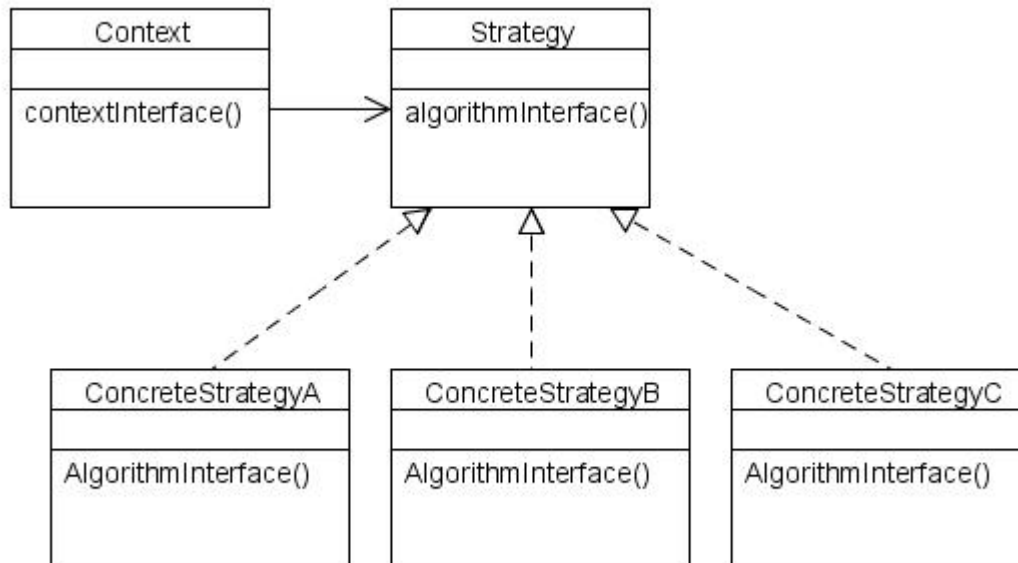 Context
Strategy
contextInterface()
algorithmInterface()
ConcreteStrategyA
ConcreteStrategyB
ConcreteStrategyC
AlgorithmInterface()
AlgorithmInterface()
AlgorithmInterface()